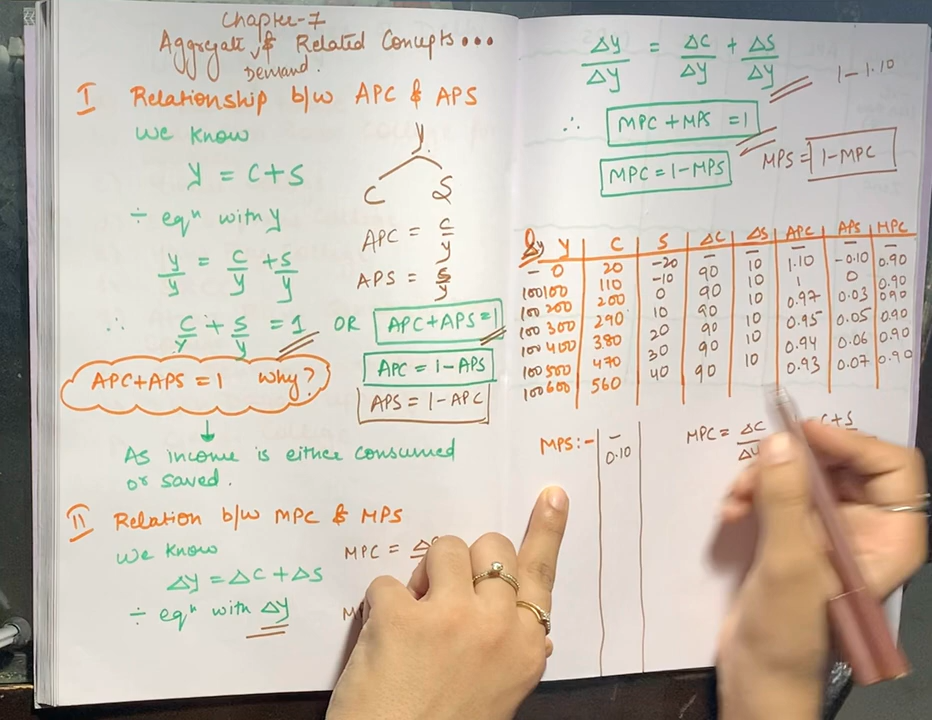 Chapter-7
Aggregate & Related Concepts...
Demand.
I Relationship b/w APC & APS
We know
y = C+S
÷ eqⁿ with y
y/y = C/y + S/y
∴ C/y + S/y = 1 OR APC+APS=1
APC+APS=1 why?
As income is either consumed
or saved.
y
C S
APC = C/y
APS = S/y
APC = 1-APS
APS = 1-APC
II Relation b/w MPC & MPS
We know
Δy = ΔC + ΔS
÷ eqⁿ with Δy
MPC =
Δy/Δy = ΔC/Δy + ΔS/Δy
1-1.10
∴ MPC + MPS = 1
MPC = 1-MPS
MPS = 1-MPC
Δy y C S ΔC ΔS APC APS MPC
- 0 20 -20 - - - - -
100 100 110 -10 90 10 1.10 -0.10 0.90
100 200 200 0 90 10 1 0 0.90
100 300 290 10 90 10 0.97 0.03 0.90
100 400 380 20 90 10 0.95 0.05 0.90
100 500 470 30 90 10 0.94 0.06 0.90
100 600 560 40 90 10 0.93 0.07 0.90
MPS:- -
0.10
MPC = ΔC/Δy
C+S